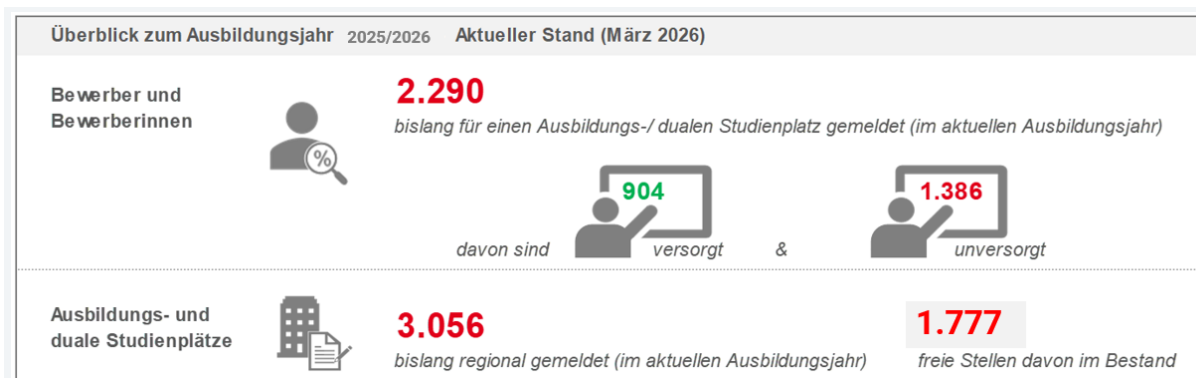 Überblick zum Ausbildungsjahr 2025/2026 Aktueller Stand (März 2026)
Bewerber und
Bewerberinnen
2.290
bislang für einen Ausbildungs-/ dualen Studienplatz gemeldet (im aktuellen Ausbildungsjahr)
%
904
1.386
davon sind versorgt & unversorgt
Ausbildungs- und
duale Studienplätze
3.056
1.777
bislang regional gemeldet (im aktuellen Ausbildungsjahr)
freie Stellen davon im Bestand